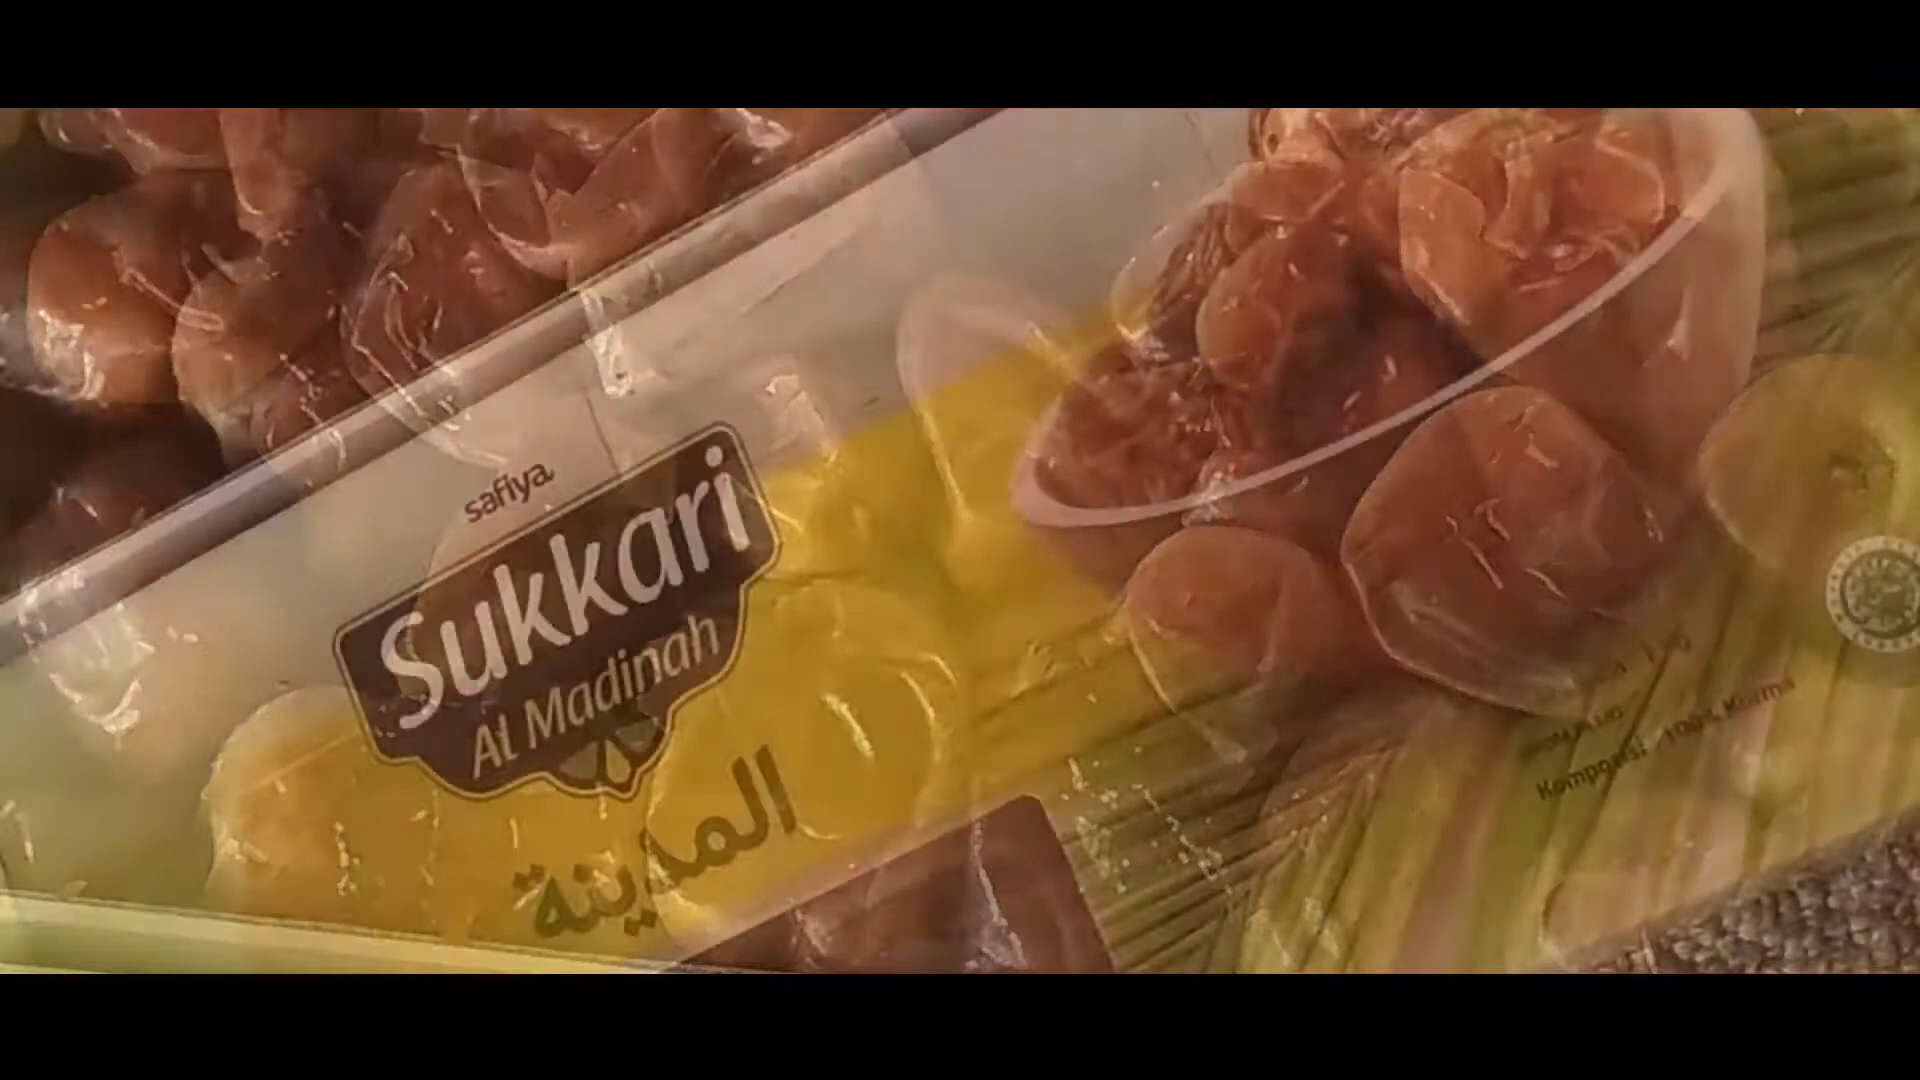 safiya
Sukkari
Al Madinah
المدينة
Komposisi : 100% Kurma